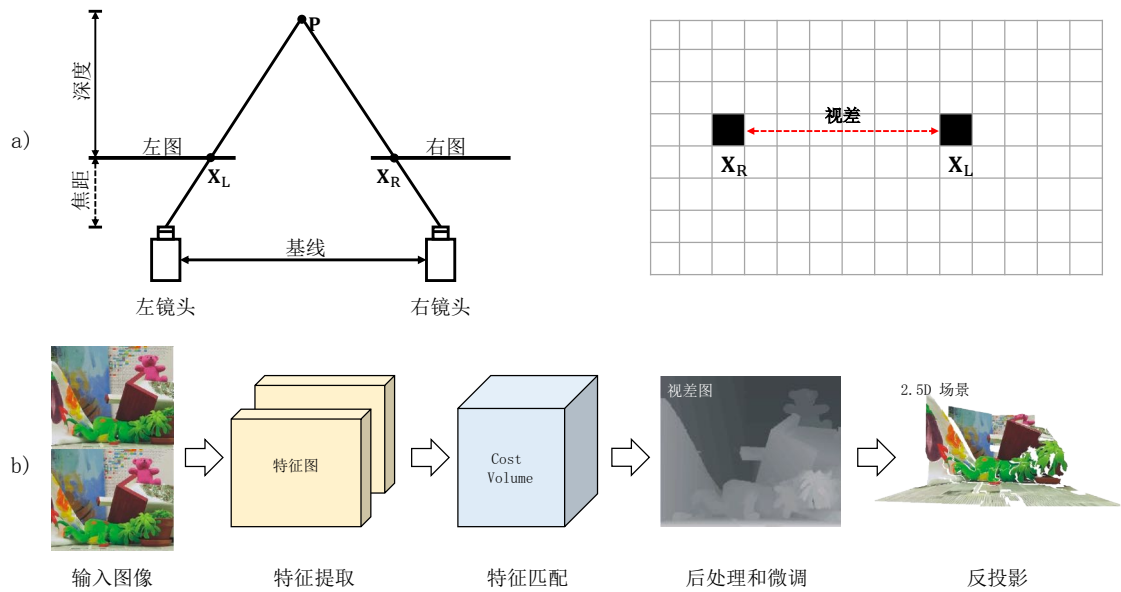 a)
深度
焦距
P
左图
右图
X_L
X_R
基线
左镜头
右镜头
视差
X_R
X_L
b)
特征图
Cost
Volume
视差图
2.5D 场景
输入图像
特征提取
特征匹配
后处理和微调
反投影